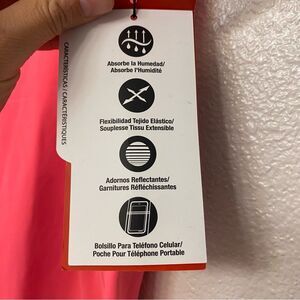 CARACTERÍSTICAS / CARACTÉRISTIQUES
Absorbe la Humedad/
Absorbe l'Humidité
Flexibilidad Tejido Elástico/
Souplesse Tissu Extensible
Adornos Reflectantes/
Garnitures Réfléchissantes
Bolsillo Para Teléfono Celular/
Poche Pour Téléphone Portable